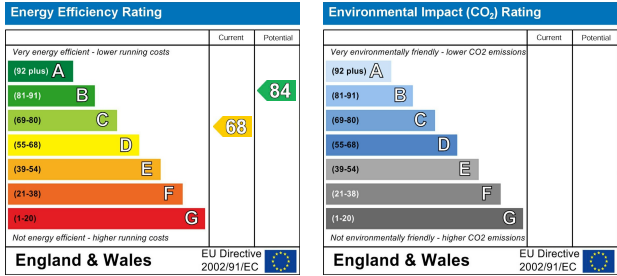 Energy Efficiency Rating
Current Potential
Very energy efficient - lower running costs
(92 plus) A
(81-91) B
84
(69-80) C
68
(55-68) D
(39-54) E
(21-38) F
(1-20) G
Not energy efficient - higher running costs
England & Wales
EU Directive
2002/91/EC
Environmental Impact (CO₂) Rating
Current Potential
Very environmentally friendly - lower CO2 emissions
(92 plus) A
(81-91) B
(69-80) C
(55-68) D
(39-54) E
(21-38) F
(1-20) G
Not environmentally friendly - higher CO2 emissions
England & Wales
EU Directive
2002/91/EC